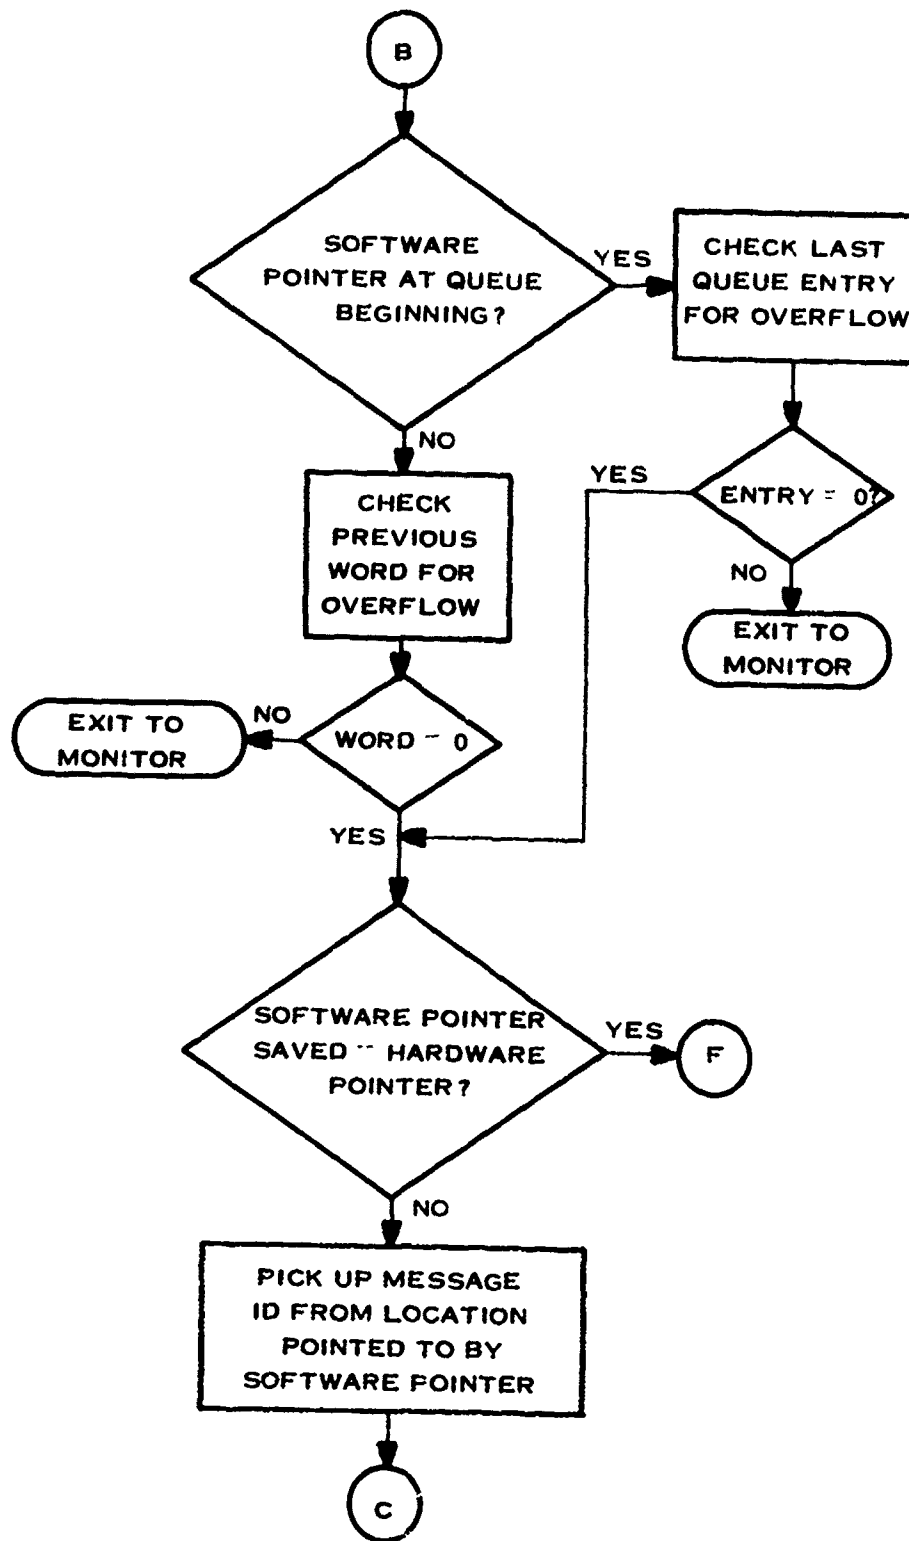 B
SOFTWARE
POINTER AT QUEUE
BEGINNING?
YES
CHECK LAST
QUEUE ENTRY
FOR OVERFLOW
NO
CHECK
PREVIOUS
WORD FOR
OVERFLOW
YES
ENTRY = 0?
NO
EXIT TO
MONITOR
EXIT TO
MONITOR
NO
WORD = 0
YES
SOFTWARE POINTER
SAVED = HARDWARE
POINTER?
YES
F
NO
PICK UP MESSAGE
ID FROM LOCATION
POINTED TO BY
SOFTWARE POINTER
C